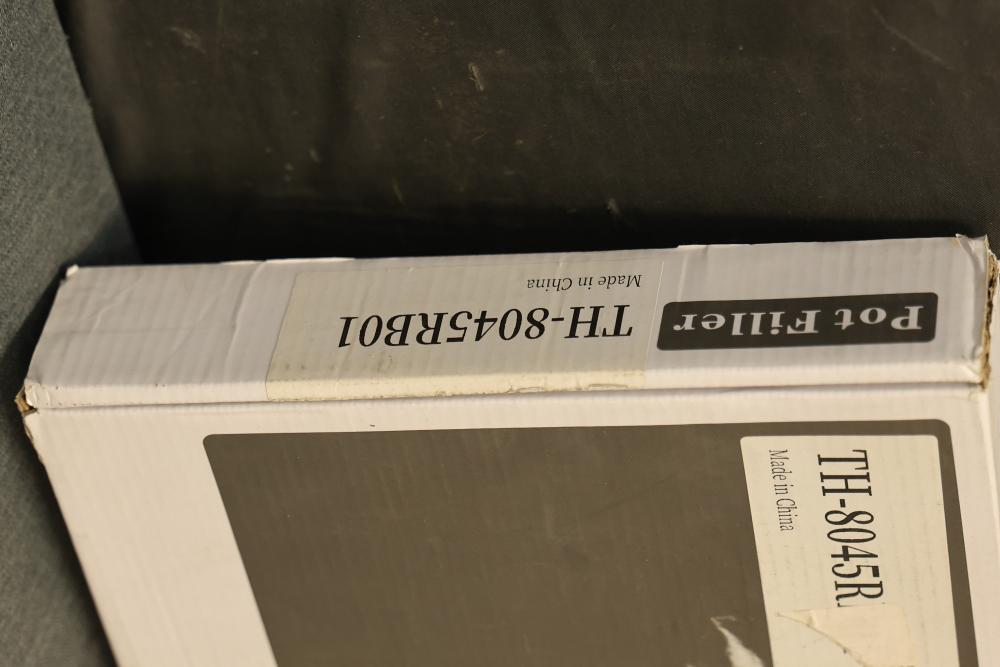 Pot Filler
TH-8045RB01
Made in China
TH-8045R
Made in China